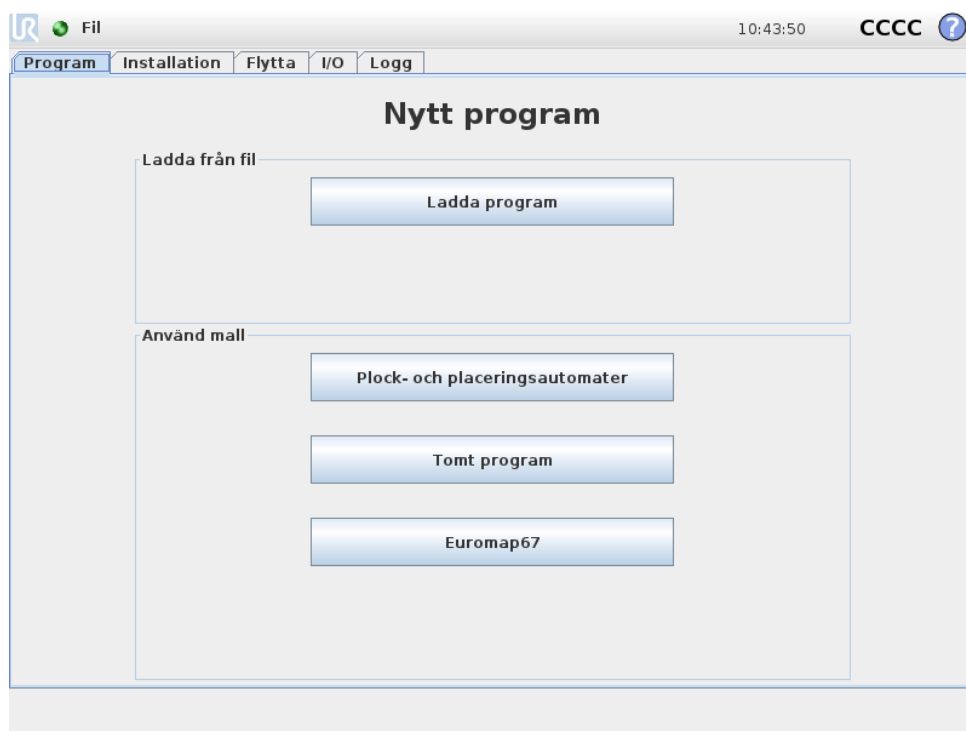 UR Fil 10:43:50 CCCC ?
Program Installation Flytta I/O Logg
Nytt program
Ladda från fil
Ladda program
Använd mall
Plock- och placeringsautomater
Tomt program
Euromap67